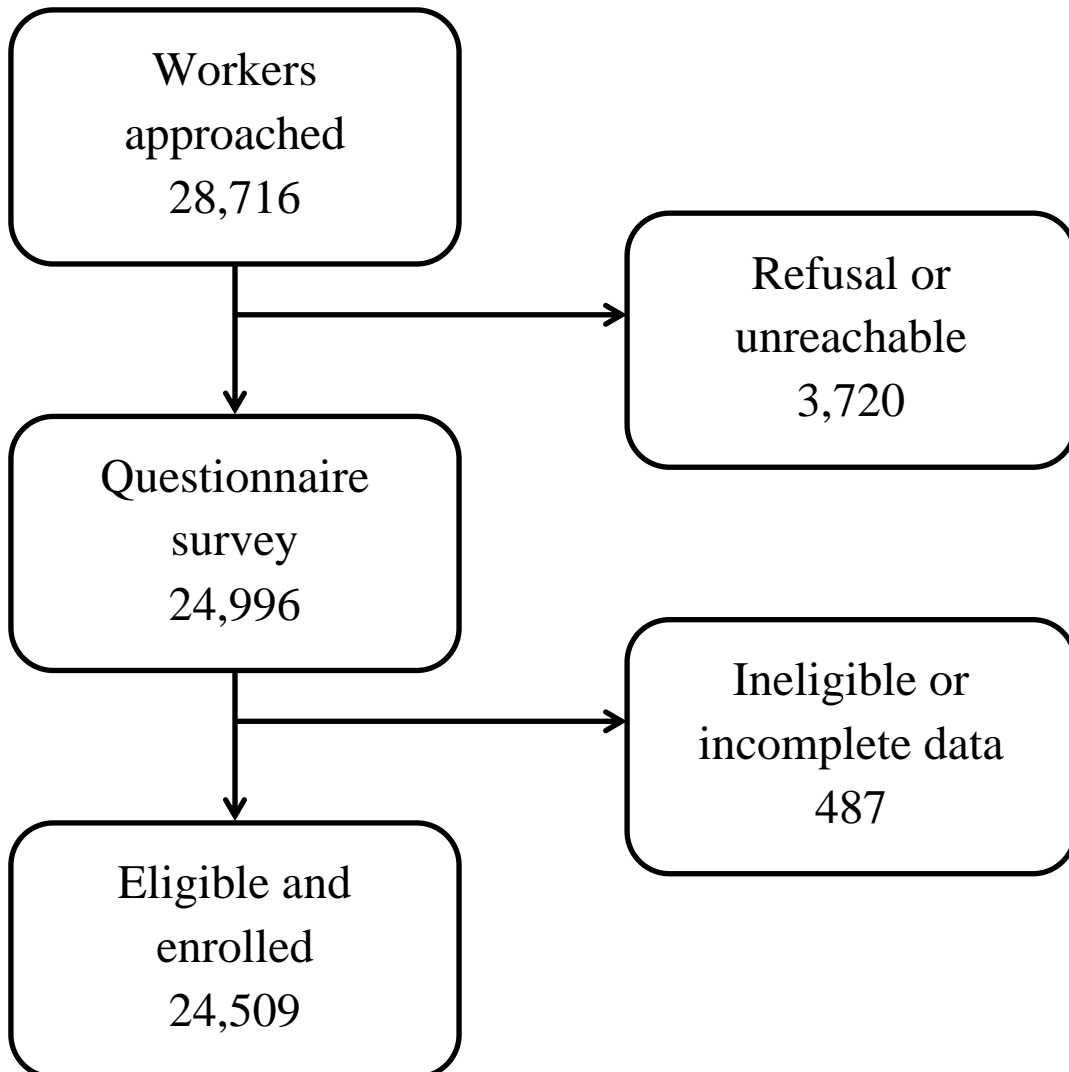 Workers
approached
28,716
Refusal or
unreachable
3,720
Questionnaire
survey
24,996
Ineligible or
incomplete data
487
Eligible and
enrolled
24,509